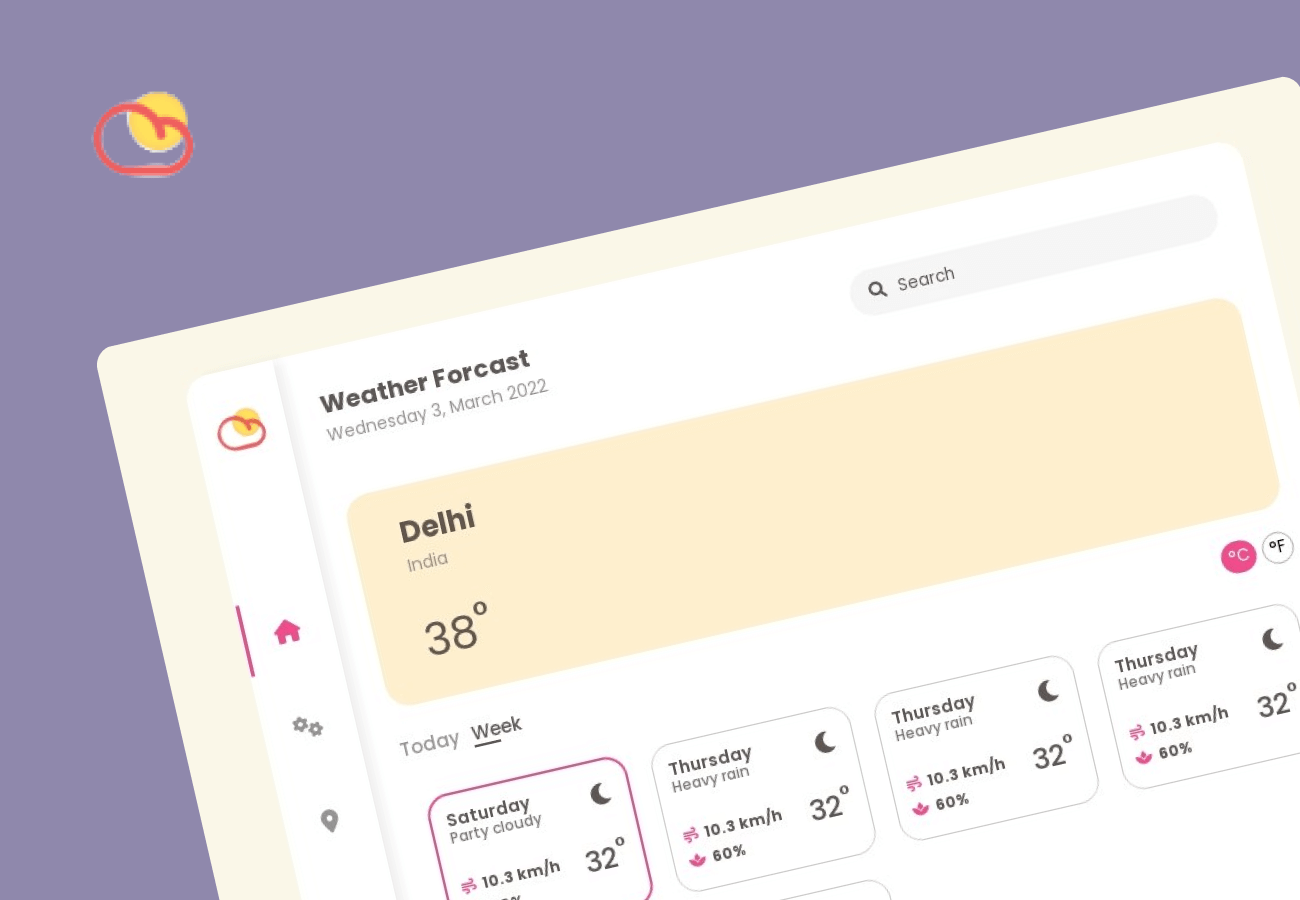 Search
Weather Forcast
Wednesday 3, March 2022
Delhi
India
38°
°C °F
Today Week
Saturday
Party cloudy
10.3 km/h
32°
Thursday
Heavy rain
10.3 km/h
60%
32°
Thursday
Heavy rain
10.3 km/h
60%
32°
Thursday
Heavy rain
10.3 km/h
60%
32°